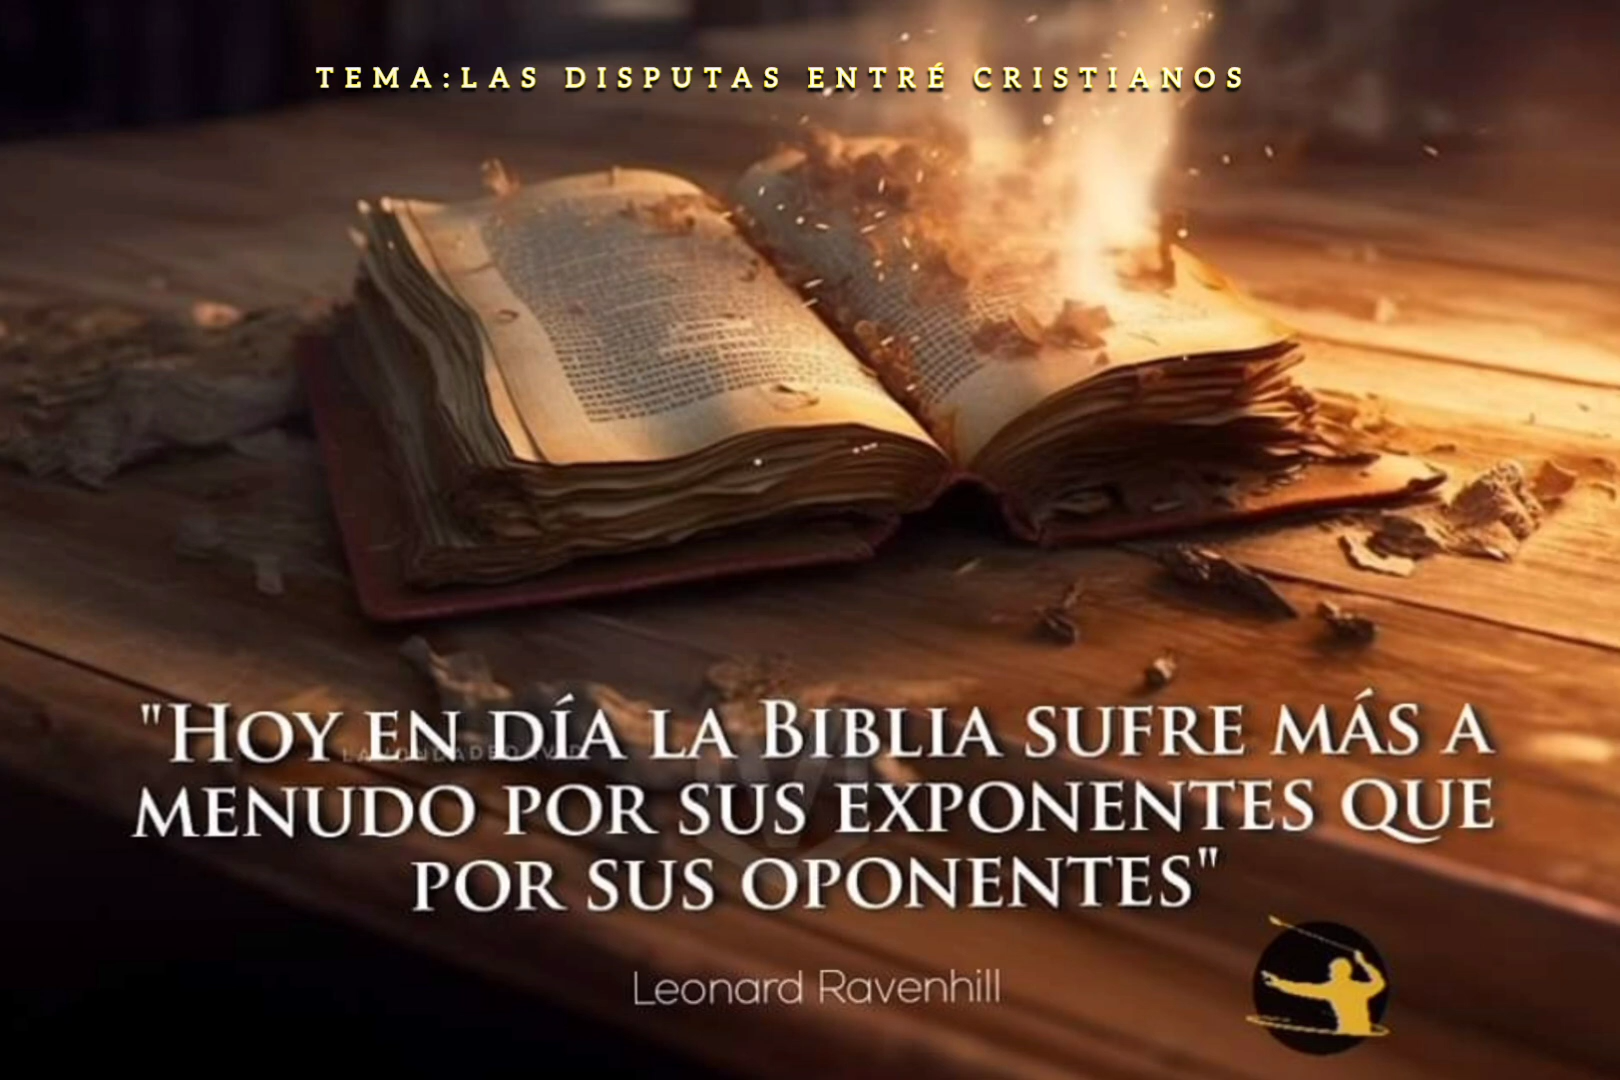 TEMA:LAS DISPUTAS ENTRÉ CRISTIANOS
"HOY EN DÍA LA BIBLIA SUFRE MÁS A
MENUDO POR SUS EXPONENTES QUE
POR SUS OPONENTES"
Leonard Ravenhill